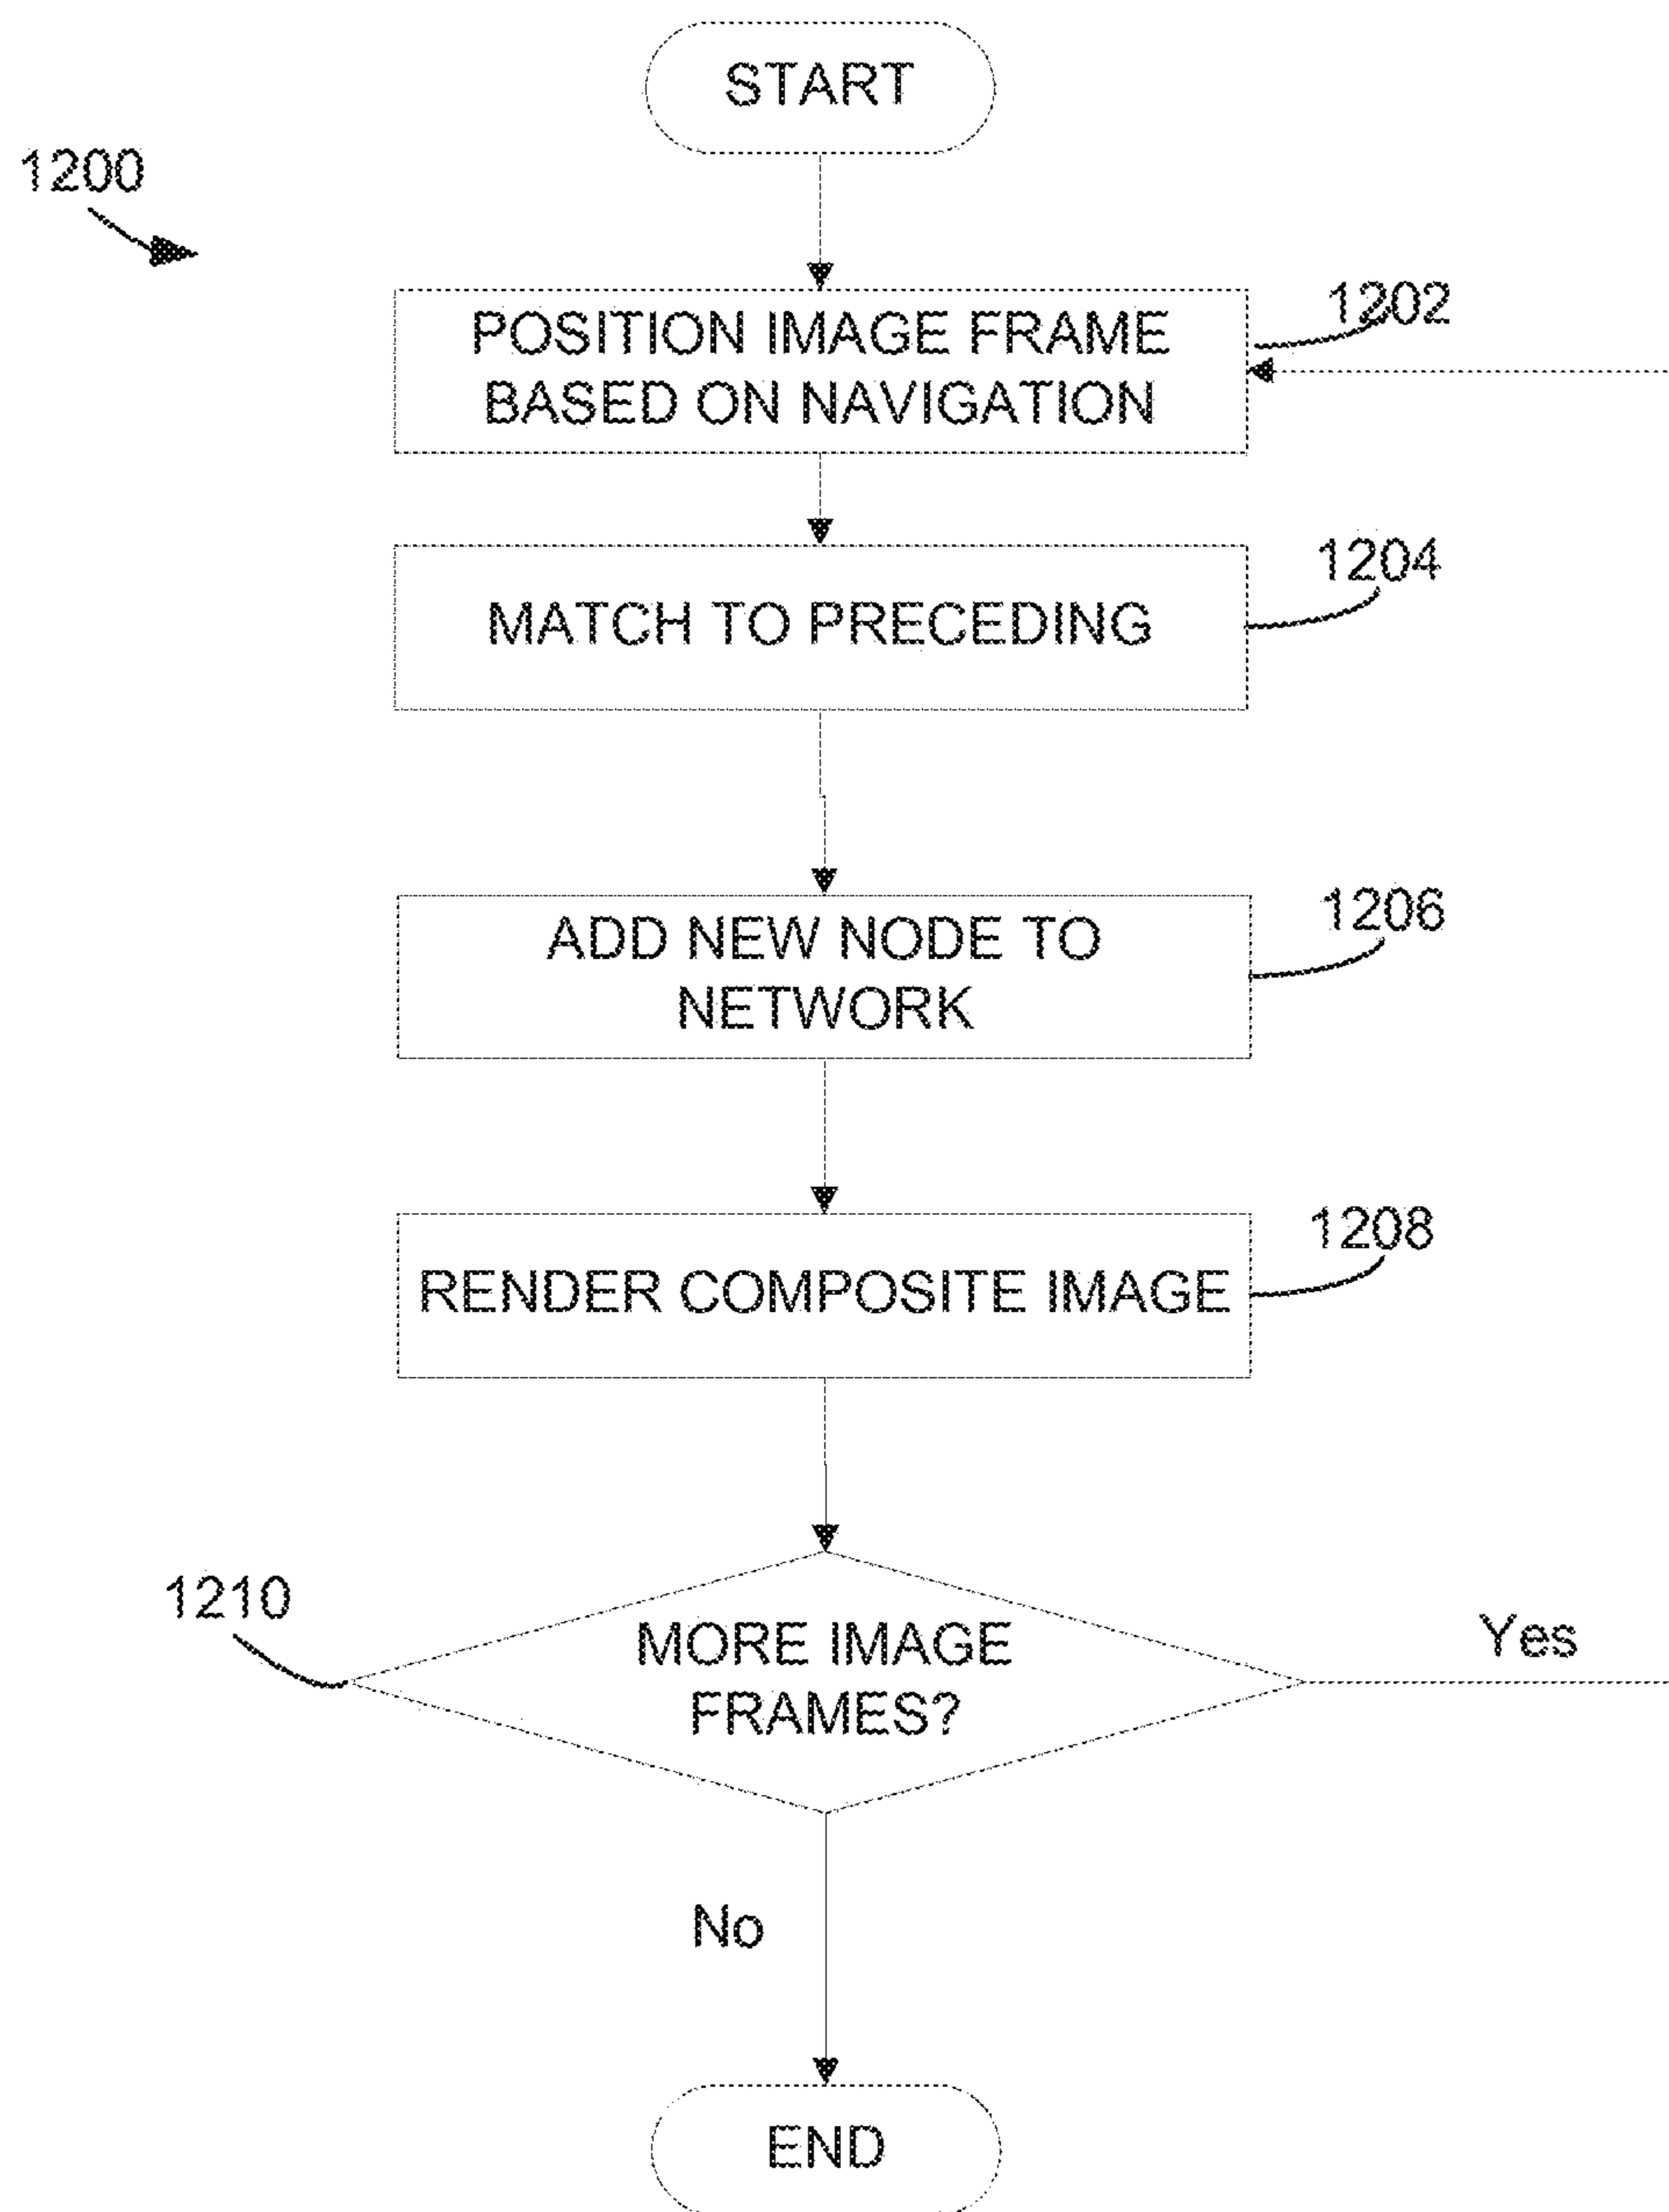 START
1200
1202
POSITION IMAGE FRAME
BASED ON NAVIGATION
1204
MATCH TO PRECEDING
1206
ADD NEW NODE TO
NETWORK
1208
RENDER COMPOSITE IMAGE
1210
MORE IMAGE
FRAMES?
Yes
No
END